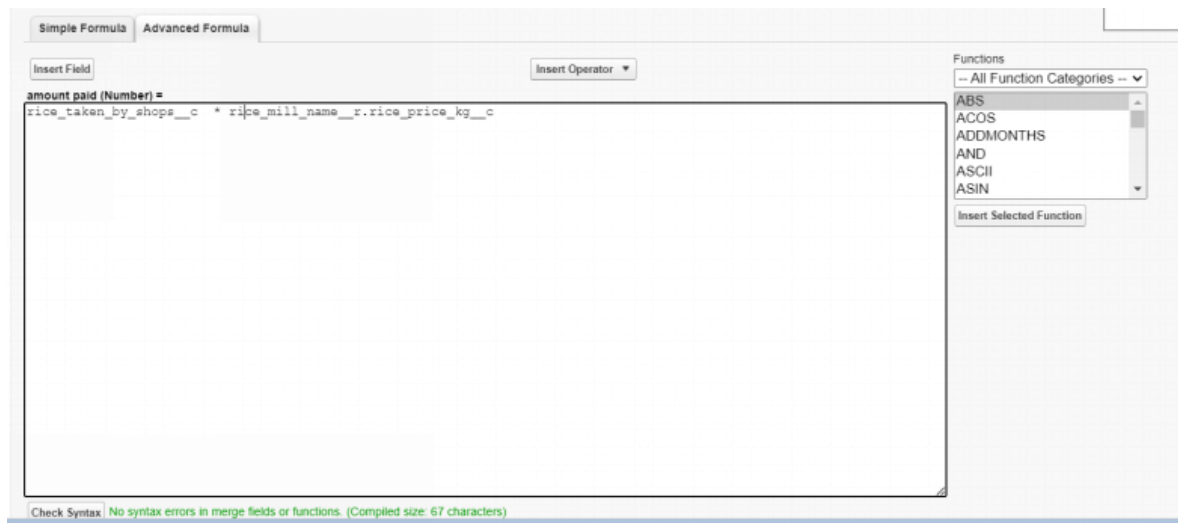 Simple Formula Advanced Formula
Insert Field Insert Operator ▼
Functions
-- All Function Categories --
amount paid (Number) =
rice_taken_by_shops__c * rice_mill_name__r.rice_price_kg__c
ABS
ACOS
ADDMONTHS
AND
ASCII
ASIN
Insert Selected Function
Check Syntax No syntax errors in merge fields or functions. (Compiled size: 67 characters)